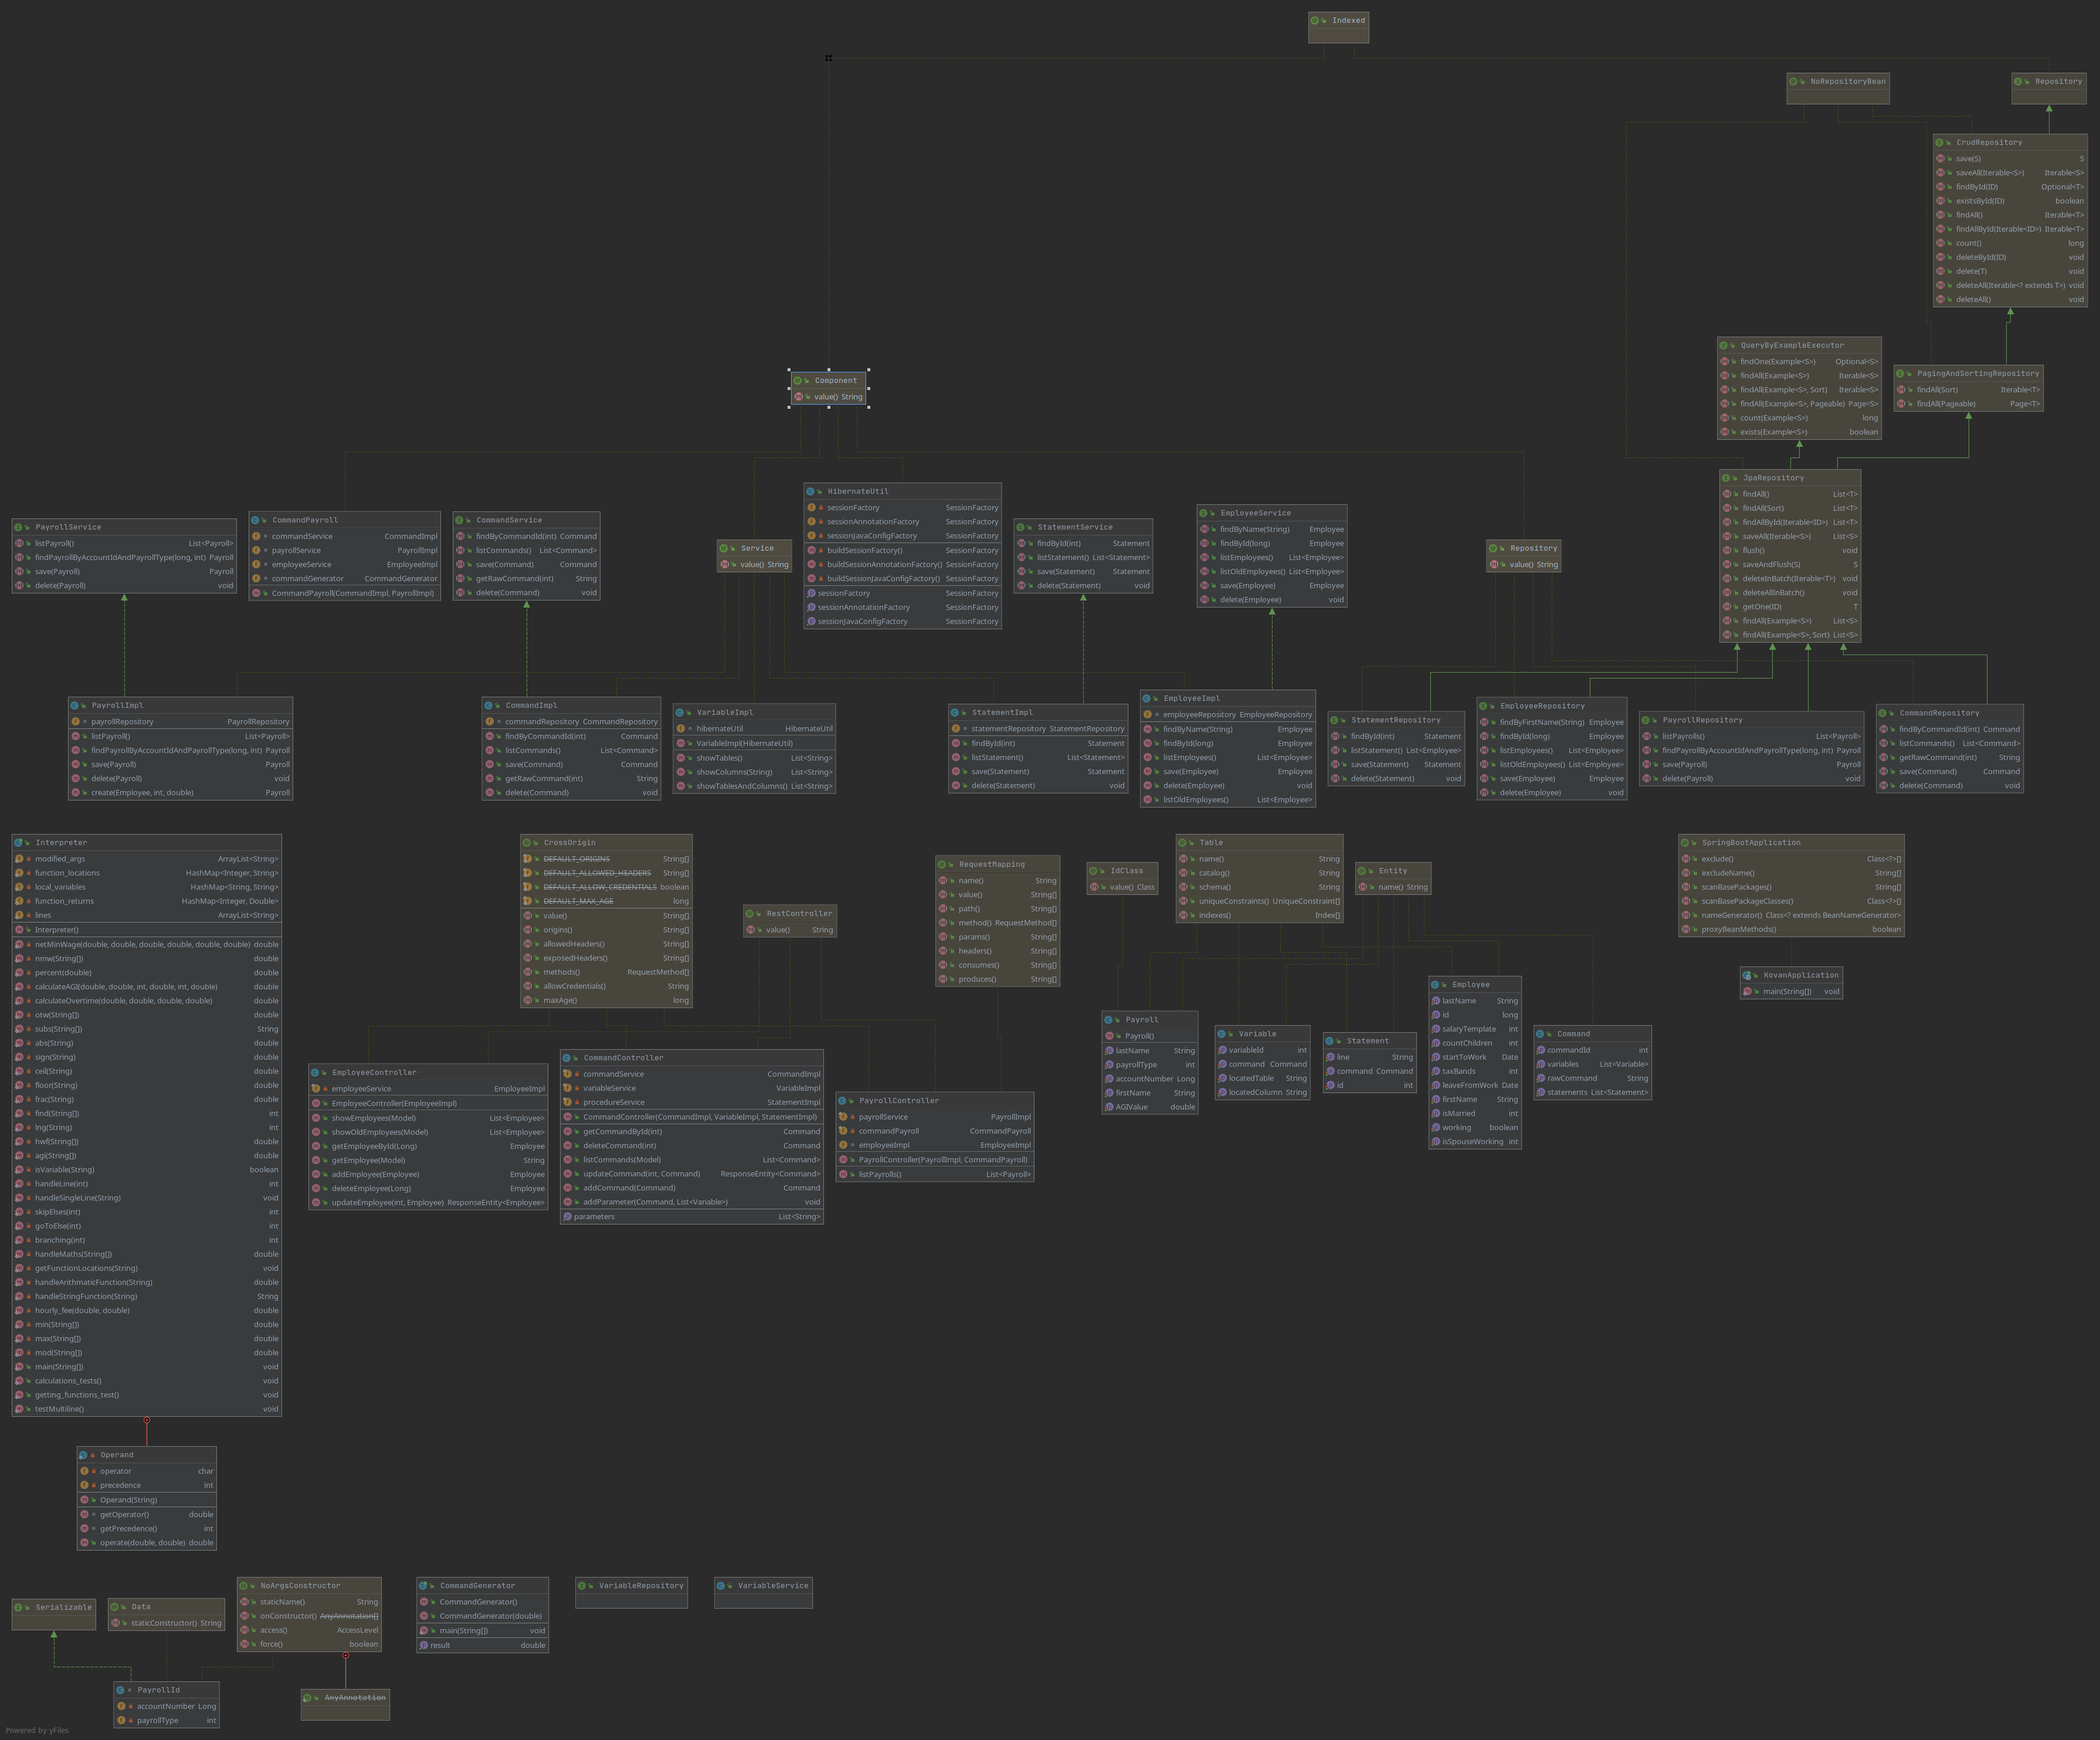 Indexed
NoRepositoryBean
Repository
CrudRepository
save(S) S
saveAll(Iterable<S>) Iterable<S>
findById(ID) Optional<T>
existsById(ID) boolean
findAll() Iterable<T>
findAllById(Iterable<ID>) Iterable<T>
count() long
deleteById(ID) void
delete(T) void
deleteAll(Iterable<? extends T>) void
deleteAll() void
QueryByExampleExecutor
findOne(Example<S>) Optional<S>
findAll(Example<S>) Iterable<S>
findAll(Example<S>, Sort) Iterable<S>
findAll(Example<S>, Pageable) Page<S>
count(Example<S>) long
exists(Example<S>) boolean
PagingAndSortingRepository
findAll(Sort) Iterable<T>
findAll(Pageable) Page<T>
Component
value() String
JpaRepository
findAll() List<T>
findAll(Sort) List<T>
findAllById(Iterable<ID>) List<T>
saveAll(Iterable<S>) List<S>
flush() void
saveAndFlush(S) S
deleteInBatch(Iterable<T>) void
deleteAllInBatch() void
getOne(ID) T
findAll(Example<S>) List<S>
findAll(Example<S>, Sort) List<S>
PayrollService
listPayroll() List<Payroll>
findPayrollByAccountIdAndPayrollType(long, int) Payroll
save(Payroll) Payroll
delete(Payroll) void
CommandPayroll
commandService CommandImpl
payrollService PayrollImpl
employeeService EmployeeImpl
commandGenerator CommandGenerator
CommandPayroll(CommandImpl, PayrollImpl)
CommandService
findByCommandId(int) Command
listCommands() List<Command>
save(Command) Command
getRawCommand(int) String
delete(Command) void
Service
value() String
HibernateUtil
sessionFactory SessionFactory
sessionAnnotationFactory SessionFactory
sessionJavaConfigFactory SessionFactory
buildSessionFactory() SessionFactory
buildSessionAnnotationFactory() SessionFactory
buildSessionJavaConfigFactory() SessionFactory
sessionFactory SessionFactory
sessionAnnotationFactory SessionFactory
sessionJavaConfigFactory SessionFactory
StatementService
findById(int) Statement
listStatement() List<Statement>
save(Statement) Statement
delete(Statement) void
EmployeeService
findByName(String) Employee
findById(long) Employee
listEmployees() List<Employee>
listOldEmployees() List<Employee>
save(Employee) Employee
delete(Employee) void
Repository
value() String
PayrollImpl
payrollRepository PayrollRepository
listPayroll() List<Payroll>
findPayrollByAccountIdAndPayrollType(long, int) Payroll
save(Payroll) Payroll
delete(Payroll) void
create(Employee, int, double) Payroll
CommandImpl
commandRepository CommandRepository
findByCommandId(int) Command
listCommands() List<Command>
save(Command) Command
getRawCommand(int) String
delete(Command) void
VariableImpl
hibernateUtil HibernateUtil
VariableImpl(HibernateUtil)
showTables() List<String>
showColumns(String) List<String>
showTablesAndColumns() List<String>
StatementImpl
statementRepository StatementRepository
findById(int) Statement
listStatement() List<Statement>
save(Statement) Statement
delete(Statement) void
EmployeeImpl
employeeRepository EmployeeRepository
findByName(String) Employee
findById(long) Employee
listEmployees() List<Employee>
save(Employee) Employee
delete(Employee) void
listOldEmployees() List<Employee>
StatementRepository
findById(int) Statement
listStatement() List<Employee>
save(Statement) Statement
delete(Statement) void
EmployeeRepository
findByFirstName(String) Employee
findById(long) Employee
listEmployees() List<Employee>
listOldEmployees() List<Employee>
save(Employee) Employee
delete(Employee) void
PayrollRepository
listPayrolls() List<Payroll>
findPayrollByAccountIdAndPayrollType(long, int) Payroll
save(Payroll) Payroll
delete(Payroll) void
CommandRepository
findByCommandId(int) Command
listCommands() List<Command>
getRawCommand(int) String
save(Command) Command
delete(Command) void
Interpreter
modified_args ArrayList<String>
function_locations HashMap<Integer, String>
local_variables HashMap<String, String>
function_returns HashMap<Integer, Double>
lines ArrayList<String>
Interpreter()
netMinWage(double, double, double, double, double, double) double
nmw(String[]) double
percent(double) double
calculateAGI(double, double, int, double, int, double) double
calculateOvertime(double, double, double, double) double
otw(String[]) double
subs(String[]) String
abs(String) double
sign(String) double
ceil(String) double
floor(String) double
frac(String) double
find(String[]) int
lng(String) int
hwf(String[]) double
agi(String[]) double
isVariable(String) boolean
handleLine(int) int
handleSingleLine(String) void
skipElses(int) int
goToElse(int) int
branching(int) int
handleMaths(String[]) double
getFunctionLocations(String) void
handleArithmaticFunction(String) double
handleStringFunction(String) String
hourly_fee(double, double) double
min(String[]) double
max(String[]) double
mod(String[]) double
main(String[]) void
calculations_tests() void
getting_functions_test() void
testMultiline() void
CrossOrigin
DEFAULT_ORIGINS String[]
DEFAULT_ALLOWED_HEADERS String[]
DEFAULT_ALLOW_CREDENTIALS boolean
DEFAULT_MAX_AGE long
value() String[]
origins() String[]
allowedHeaders() String[]
exposedHeaders() String[]
methods() RequestMethod[]
allowCredentials() String
maxAge() long
RestController
value() String
RequestMapping
name() String
value() String[]
path() String[]
method() RequestMethod[]
params() String[]
headers() String[]
consumes() String[]
produces() String[]
IdClass
value() Class
Table
name() String
catalog() String
schema() String
uniqueConstraints() UniqueConstraint[]
indexes() Index[]
Entity
name() String
SpringBootApplication
exclude() Class<?>[]
excludeName() String[]
scanBasePackages() String[]
scanBasePackageClasses() Class<?>[]
nameGenerator() Class<? extends BeanNameGenerator>
proxyBeanMethods() boolean
KovanApplication
main(String[]) void
EmployeeController
employeeService EmployeeImpl
EmployeeController(EmployeeImpl)
showEmployees(Model) List<Employee>
showOldEmployees(Model) List<Employee>
getEmployeeById(Long) Employee
getEmployee(Model) String
addEmployee(Employee) Employee
deleteEmployee(Long) Employee
updateEmployee(int, Employee) ResponseEntity<Employee>
CommandController
commandService CommandImpl
variableService VariableImpl
procedureService StatementImpl
CommandController(CommandImpl, VariableImpl, StatementImpl)
getCommandById(int) Command
deleteCommand(int) Command
listCommands(Model) List<Command>
updateCommand(int, Command) ResponseEntity<Command>
addCommand(Command) Command
addParameter(Command, List<Variable>) void
parameters List<String>
PayrollController
payrollService PayrollImpl
commandPayroll CommandPayroll
employeeImpl EmployeeImpl
PayrollController(PayrollImpl, CommandPayroll)
listPayrolls() List<Payroll>
Payroll
Payroll()
lastName String
payrollType int
accountNumber Long
firstName String
AGIValue double
Variable
variableId int
command Command
locatedTable String
locatedColumn String
Statement
line String
command Command
id int
Employee
lastName String
id long
salaryTemplate int
countChildren int
startToWork Date
taxBands int
leaveFromWork Date
firstName String
isMarried int
working boolean
isSpouseWorking int
Command
commandId int
variables List<Variable>
rawCommand String
statements List<Statement>
Operand
operator char
precedence int
Operand(String)
getOperator() double
getPrecedence() int
operate(double, double) double
Serializable
Data
staticConstructor() String
NoArgsConstructor
staticName() String
onConstructor() AnyAnnotation[]
access() AccessLevel
force() boolean
CommandGenerator
CommandGenerator()
CommandGenerator(double)
main(String[]) void
result double
VariableRepository
VariableService
PayrollId
accountNumber Long
payrollType int
AnyAnnotation
Powered by yFiles